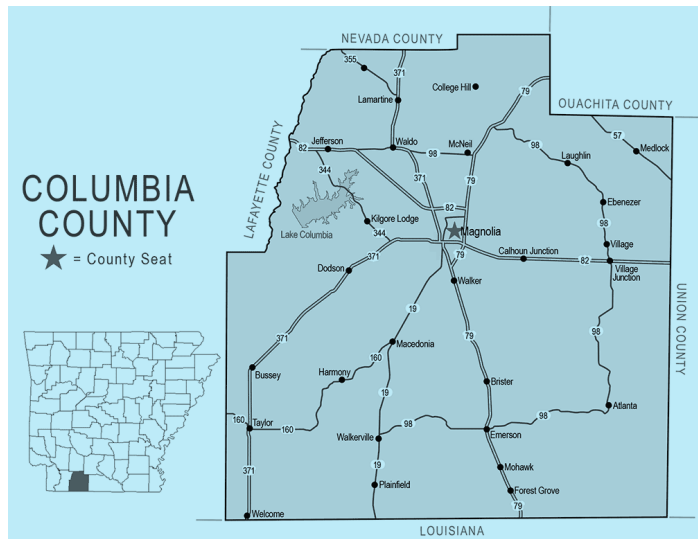 NEVADA COUNTY
355
371
79
College Hill
Lamartine
OUACHITA COUNTY
57
LAFAYETTE COUNTY
82
Jefferson
Waldo
98
McNeil
98
Medlock
Laughlin
344
371
79
COLUMBIA
COUNTY
= County Seat
Ebenezer
82
Kilgore Lodge
98
Lake Columbia
344
Magnolia
Village
371
79
Calhoun Junction
82
Village
Junction
Dodson
Walker
UNION COUNTY
19
371
79
98
Macedonia
160
Bussey
Harmony
19
Brister
Atlanta
160
Taylor
160
98
98
Walkerville
Emerson
371
19
Mohawk
Plainfield
Forest Grove
79
Welcome
LOUISIANA